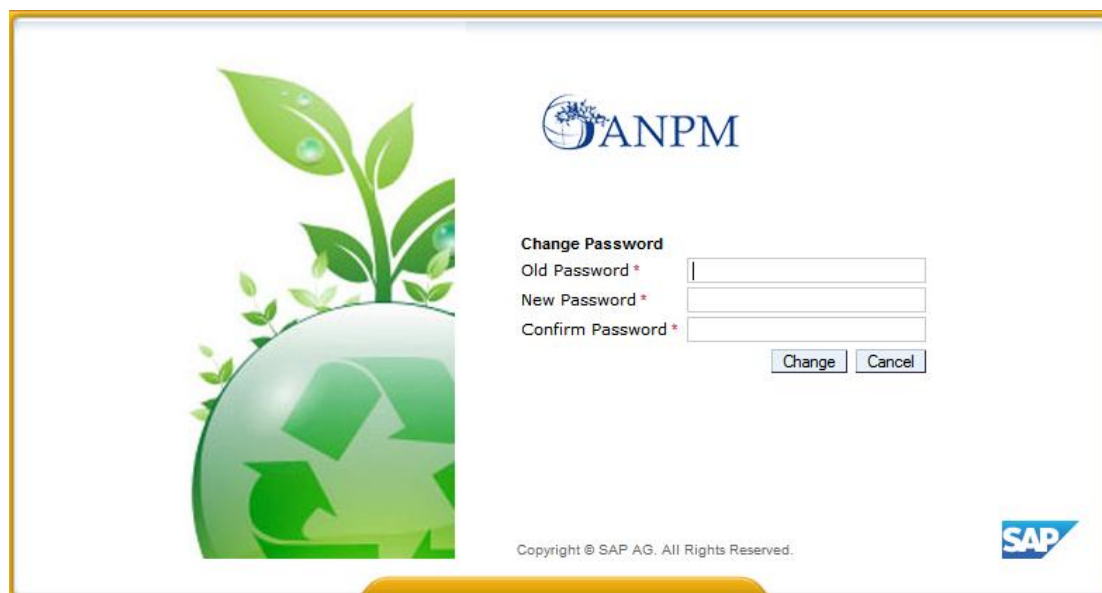 ANPM
Change Password
Old Password *
New Password *
Confirm Password *
Change Cancel
Copyright © SAP AG. All Rights Reserved.
SAP